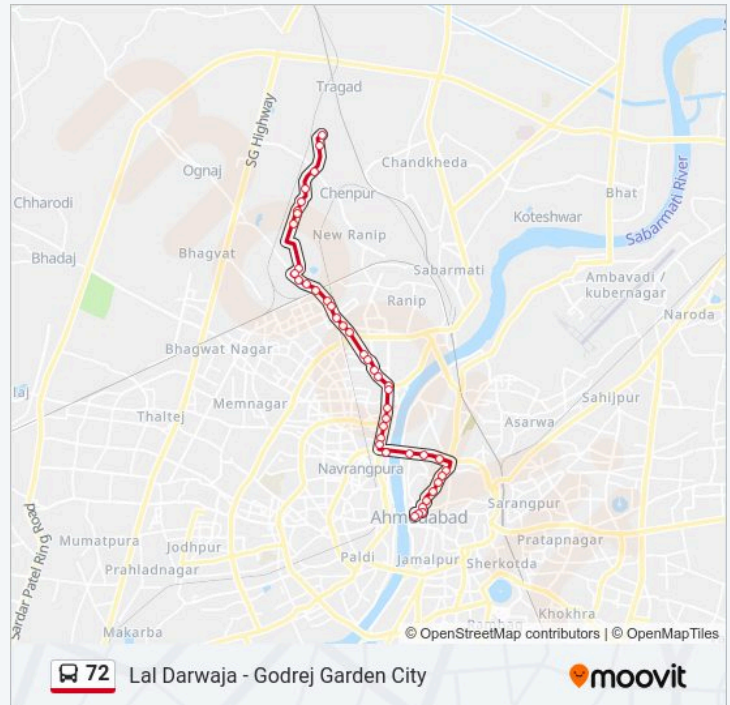 Tragad
SG Highway
Chandkheda
Ognaj
Chenpur
Bhat
Chharodi
Koteshwar
Sabarmati River
New Ranip
Bhadaj
Bhagvat
Sabarmati
Ambavadi /
kubernagar
Ranip
Naroda
Bhagwat Nagar
Sahijpur
Memnagar
Thaltej
Asarwa
Navrangpura
Sarangpur
Ahmedabad
Sardar Patel Ring Road
Mumatpura
Jodhpur
Pratapnagar
Paldi
Jamalpur
Sherkotda
Prahladnagar
Khokhra
Makarba
© OpenStreetMap contributors | © OpenMapTiles
72
Lal Darwaja - Godrej Garden City
moovit